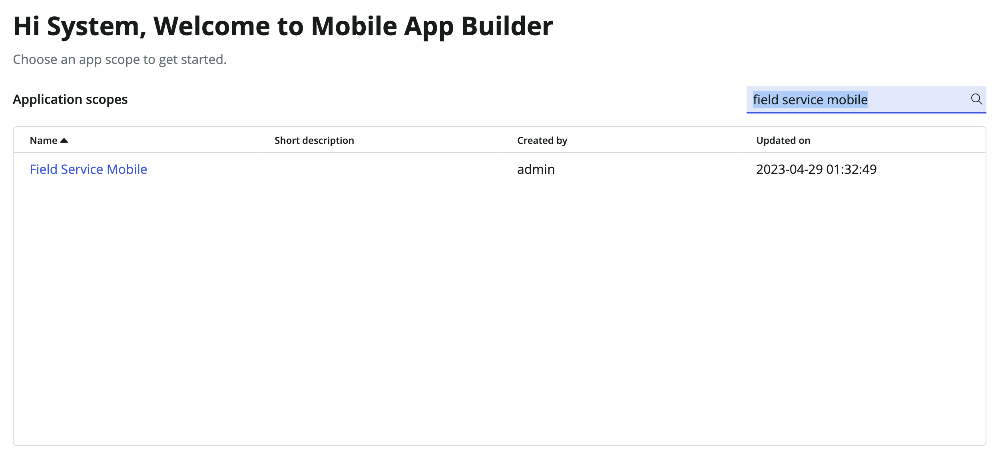 Hi System, Welcome to Mobile App Builder
Choose an app scope to get started.
Application scopes
field service mobile
Name Short description Created by Updated on
Field Service Mobile admin 2023-04-29 01:32:49